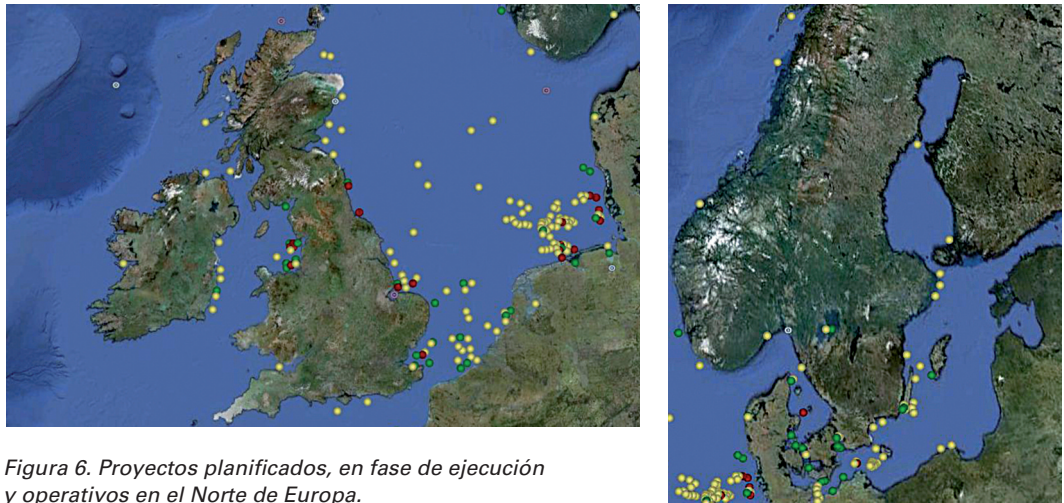 Figura 6. Proyectos planificados, en fase de ejecución
y operativos en el Norte de Europa.